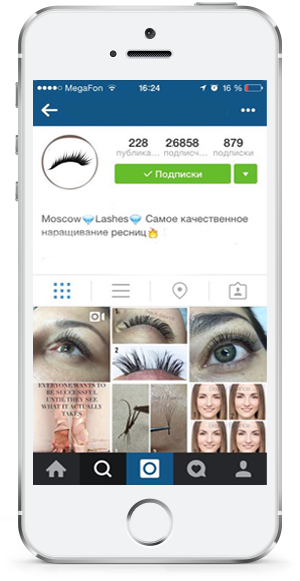 MegaFon 16:24 16 %
228 26858 879
публика... подписч... подписки
Подписки
Moscow💎Lashes💎 Самое качественное
наращивание ресниц🔥
1
2
EVERYONE WANTS TO
BE SUCCESSFUL
UNTIL THEY SEE
WHAT IT ACTUALLY
TAKES